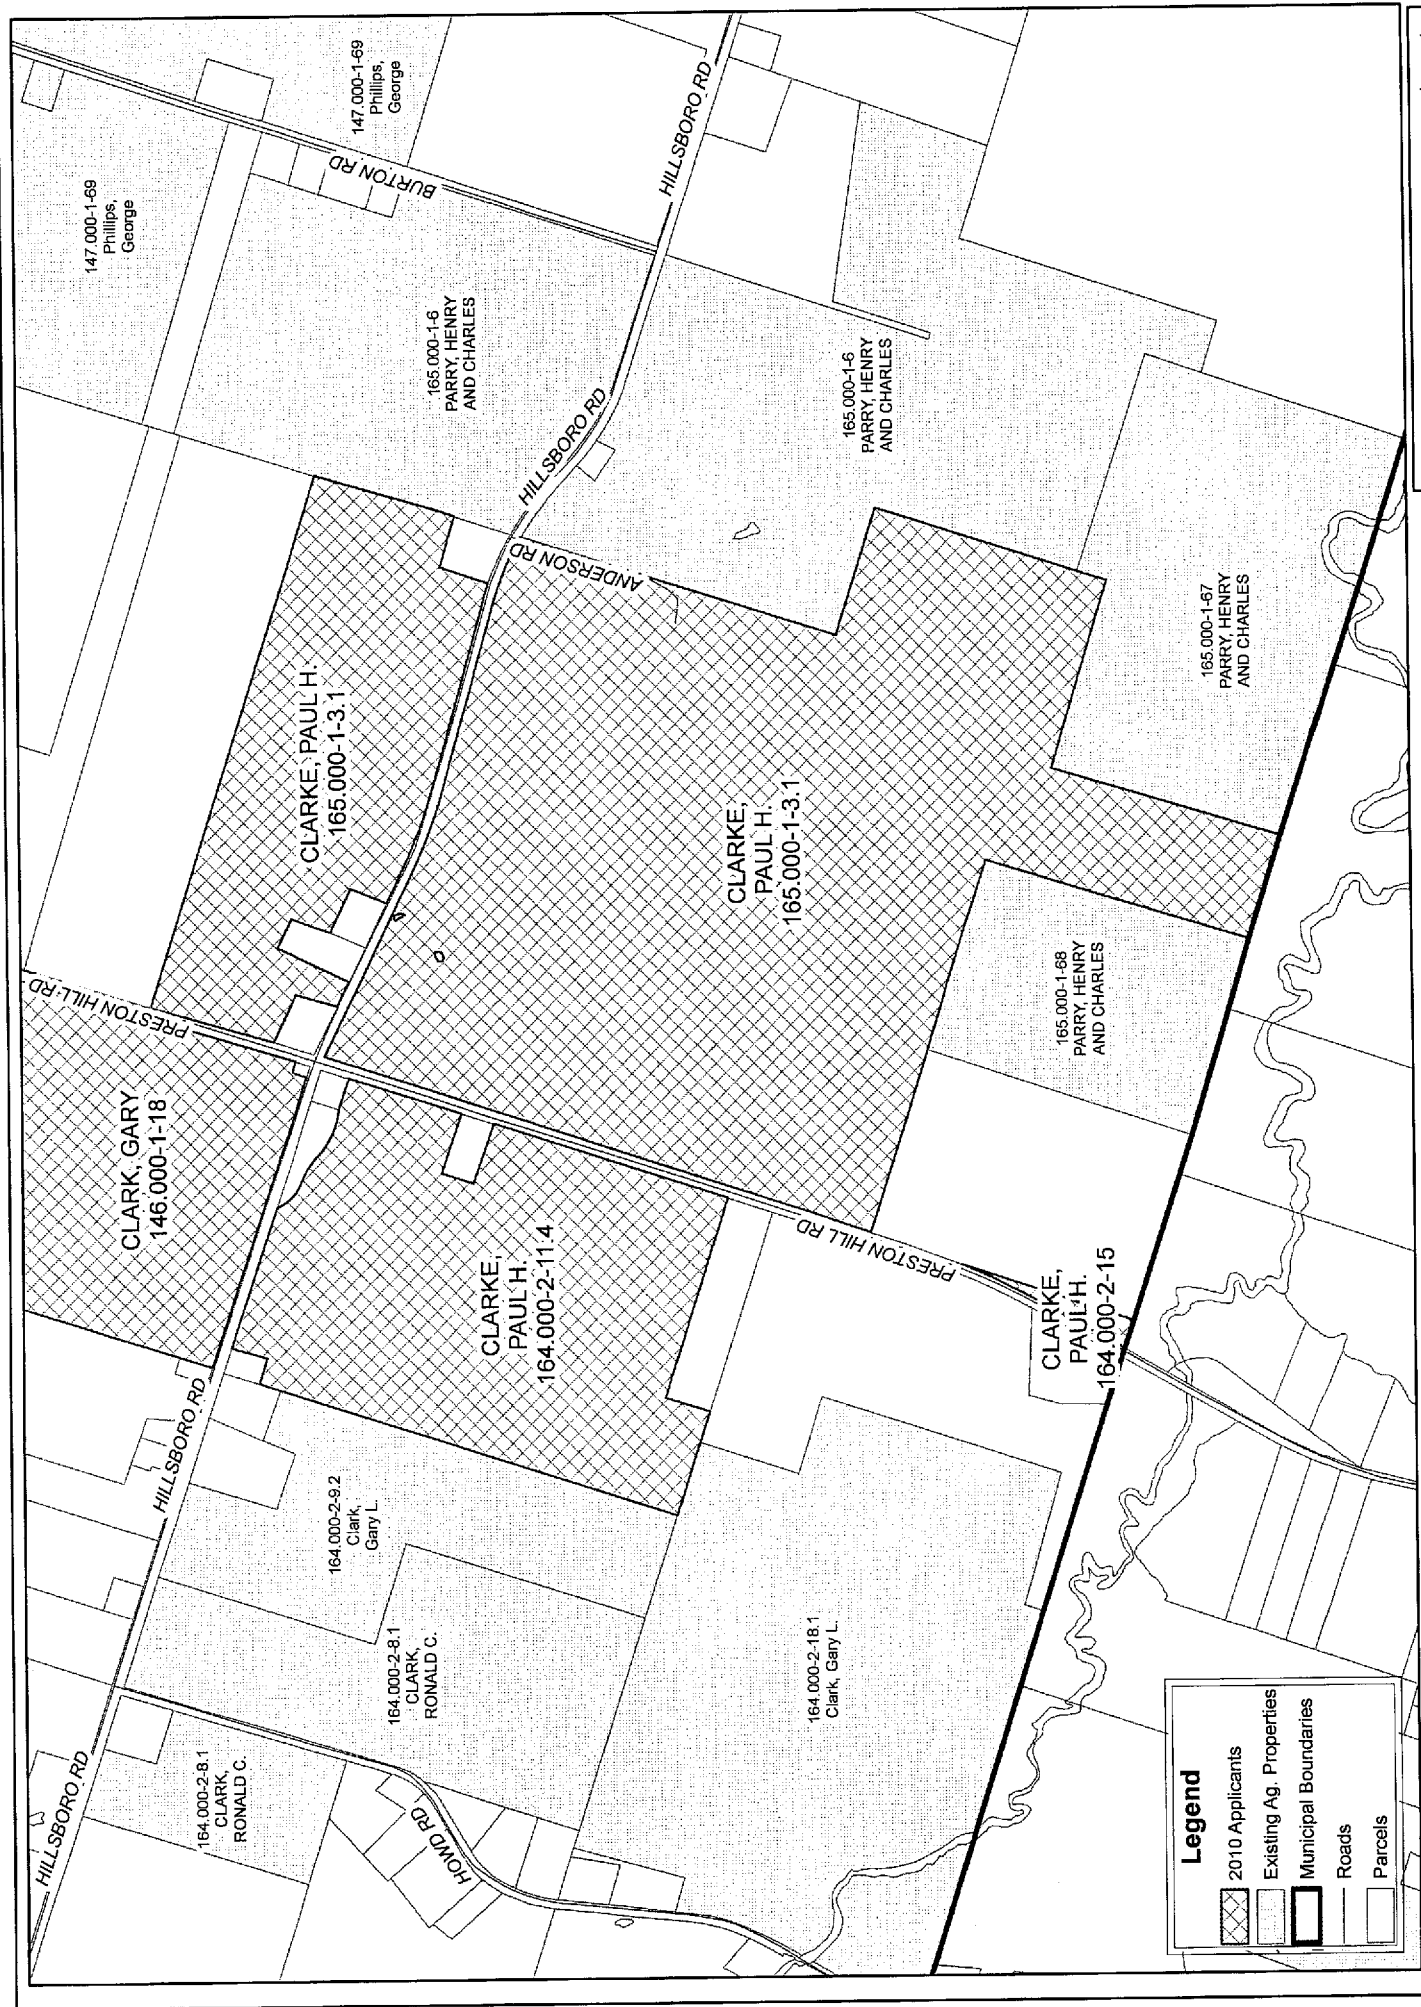 HILLSBORO RD
164.000-2-8.1
CLARK,
RONALD C.
HOWD RD
164.000-2-8.1
CLARK,
RONALD C.
HILLSBORO RD
164.000-2-9.2
Clark,
Gary L.
164.000-2-18.1
Clark, Gary L.
CLARK, GARY
146.000-1-18
CLARKE,
PAUL H.
164.000-2-11.4
CLARKE,
PAUL H.
164.000-2-15
PRESTON HILL RD
PRESTON HILL RD
CLARKE, PAUL H.
165.000-1-3.1
CLARKE,
PAUL H.
165.000-1-3.1
165.000-1-68
PARRY, HENRY
AND CHARLES
165.000-1-67
PARRY, HENRY
AND CHARLES
ANDERSON RD
HILLSBORO RD
165.000-1-6
PARRY, HENRY
AND CHARLES
165.000-1-6
PARRY, HENRY
AND CHARLES
147.000-1-69
Phillips,
George
BURTON RD
147.000-1-69
Phillips,
George
HILLSBORO RD
Legend
2010 Applicants
Existing Ag. Properties
Municipal Boundaries
Roads
Parcels